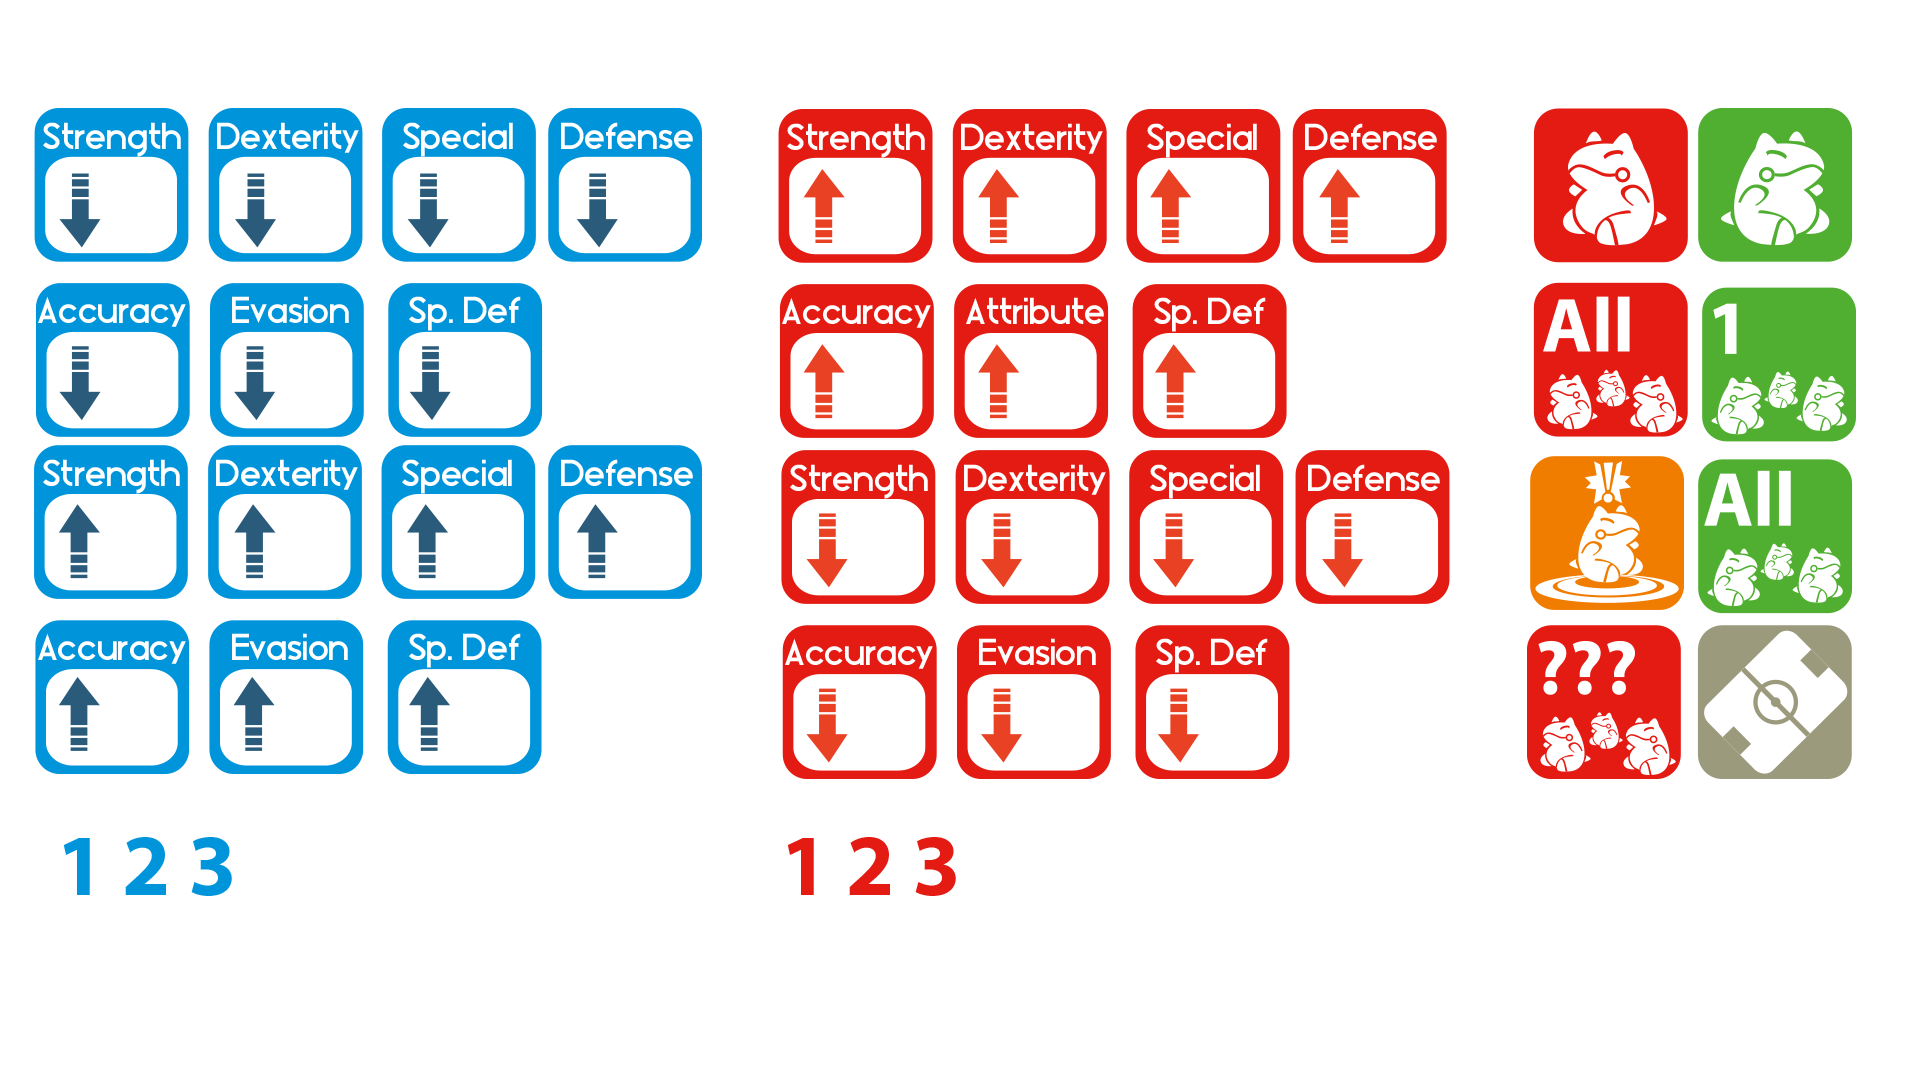 Strength Dexterity Special Defense
Accuracy Evasion Sp. Def
Strength Dexterity Special Defense
Accuracy Evasion Sp. Def
1 2 3
Strength Dexterity Special Defense
Accuracy Attribute Sp. Def
Strength Dexterity Special Defense
Accuracy Evasion Sp. Def
1 2 3
All
1
All
???